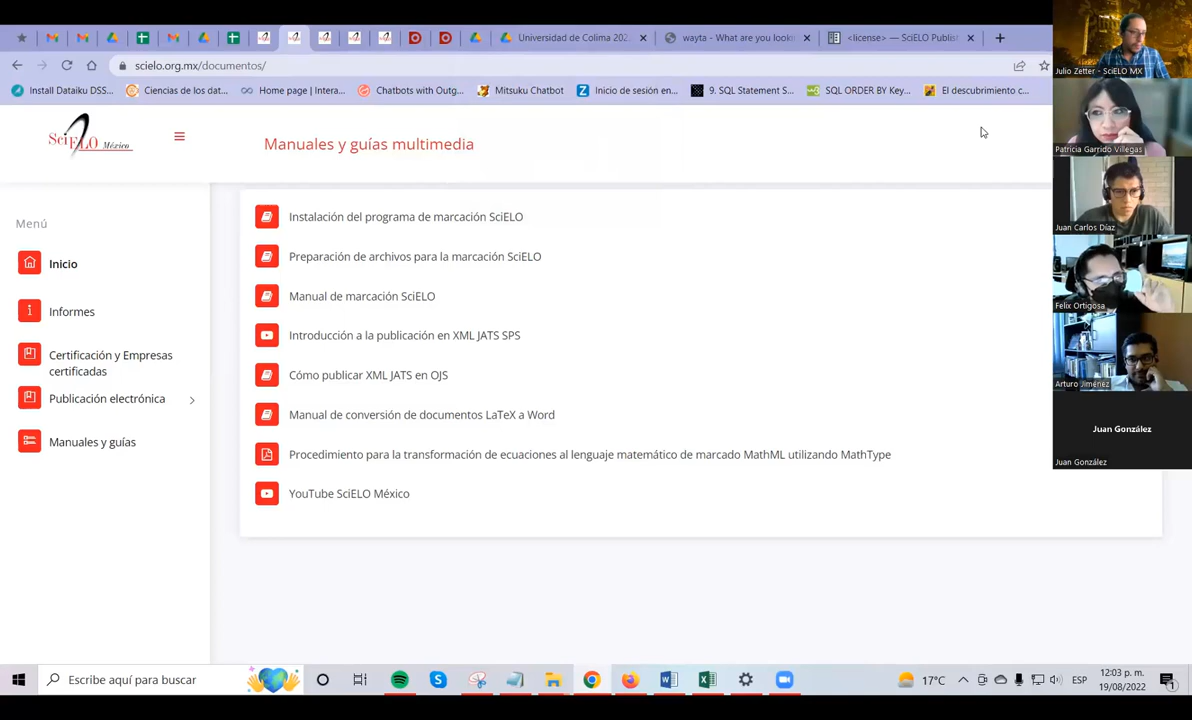 Universidad de Colima 202
wayta - What are you looki
<license> — SciELO Publis
scielo.org.mx/documentos/
Install Dataiku DSS...
Ciencias de los dat...
Home page | Intera...
Chatbots with Outg...
Mitsuku Chatbot
Inicio de sesión en...
9. SQL Statement S...
SQL ORDER BY Key...
El descubrimiento c...
SciELO México
Manuales y guías multimedia
Menú
Inicio
Informes
Certificación y Empresas
certificadas
Publicación electrónica
Manuales y guías
Instalación del programa de marcación SciELO
Preparación de archivos para la marcación SciELO
Manual de marcación SciELO
Introducción a la publicación en XML JATS SPS
Cómo publicar XML JATS en OJS
Manual de conversión de documentos LaTeX a Word
Procedimiento para la transformación de ecuaciones al lenguaje matemático de marcado MathML utilizando MathType
YouTube SciELO México
Julio Zetter - SciELO MX
Patricia Garrido Villegas
Juan Carlos Díaz
Felix Ortigosa
Arturo Jiménez
Juan González
Juan González
Escribe aquí para buscar
17°C
ESP
12:03 p. m.
19/08/2022
1